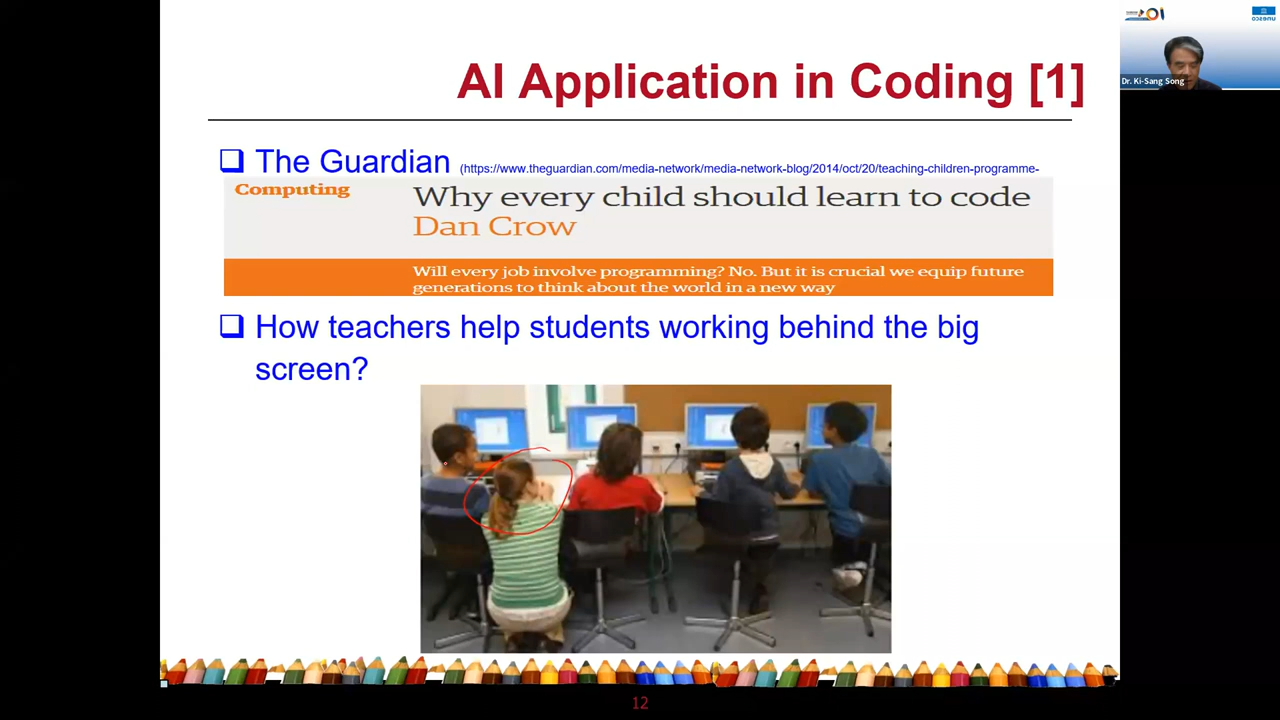 AI Application in Coding [1]
The Guardian (https://www.theguardian.com/media-network/media-network-blog/2014/oct/20/teaching-children-programme-
Computing
Why every child should learn to code
Dan Crow
Will every job involve programming? No. But it is crucial we equip future
generations to think about the world in a new way
How teachers help students working behind the big
screen?
12
Dr. Ki-Sang Song
unesco